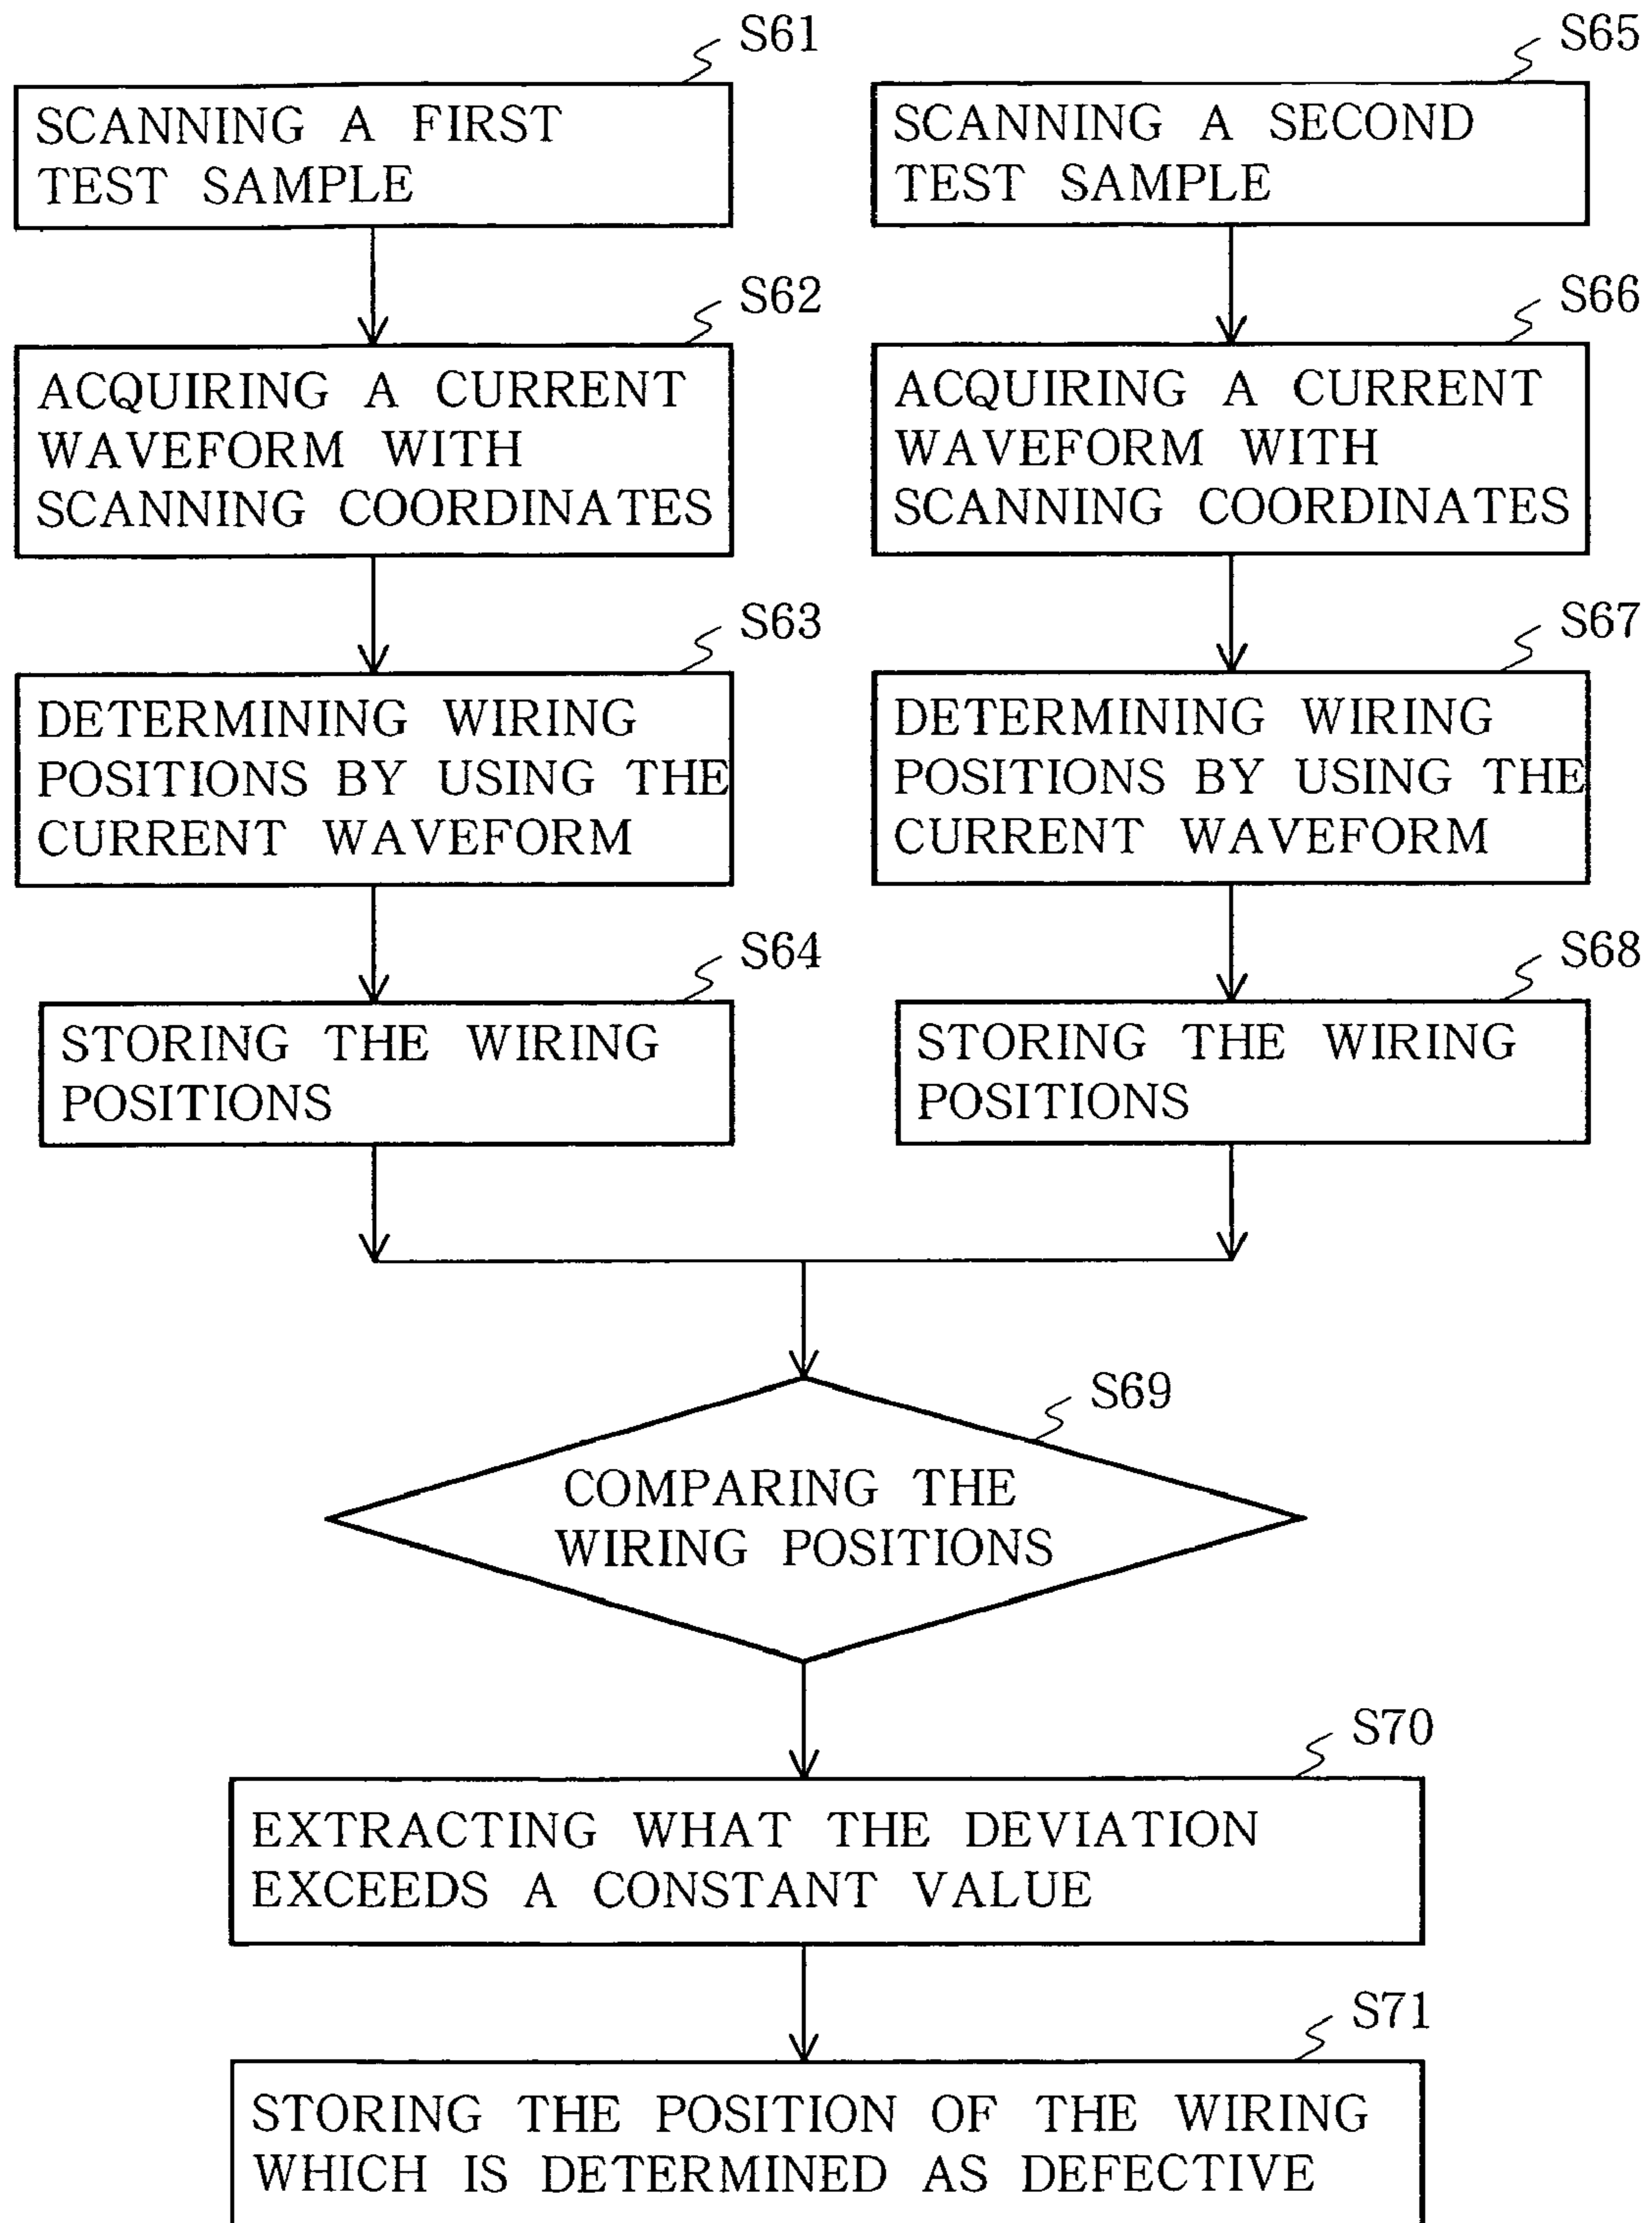 S61
SCANNING A FIRST
TEST SAMPLE
S62
ACQUIRING A CURRENT
WAVEFORM WITH
SCANNING COORDINATES
S63
DETERMINING WIRING
POSITIONS BY USING THE
CURRENT WAVEFORM
S64
STORING THE WIRING
POSITIONS
S65
SCANNING A SECOND
TEST SAMPLE
S66
ACQUIRING A CURRENT
WAVEFORM WITH
SCANNING COORDINATES
S67
DETERMINING WIRING
POSITIONS BY USING THE
CURRENT WAVEFORM
S68
STORING THE WIRING
POSITIONS
S69
COMPARING THE
WIRING POSITIONS
S70
EXTRACTING WHAT THE DEVIATION
EXCEEDS A CONSTANT VALUE
S71
STORING THE POSITION OF THE WIRING
WHICH IS DETERMINED AS DEFECTIVE